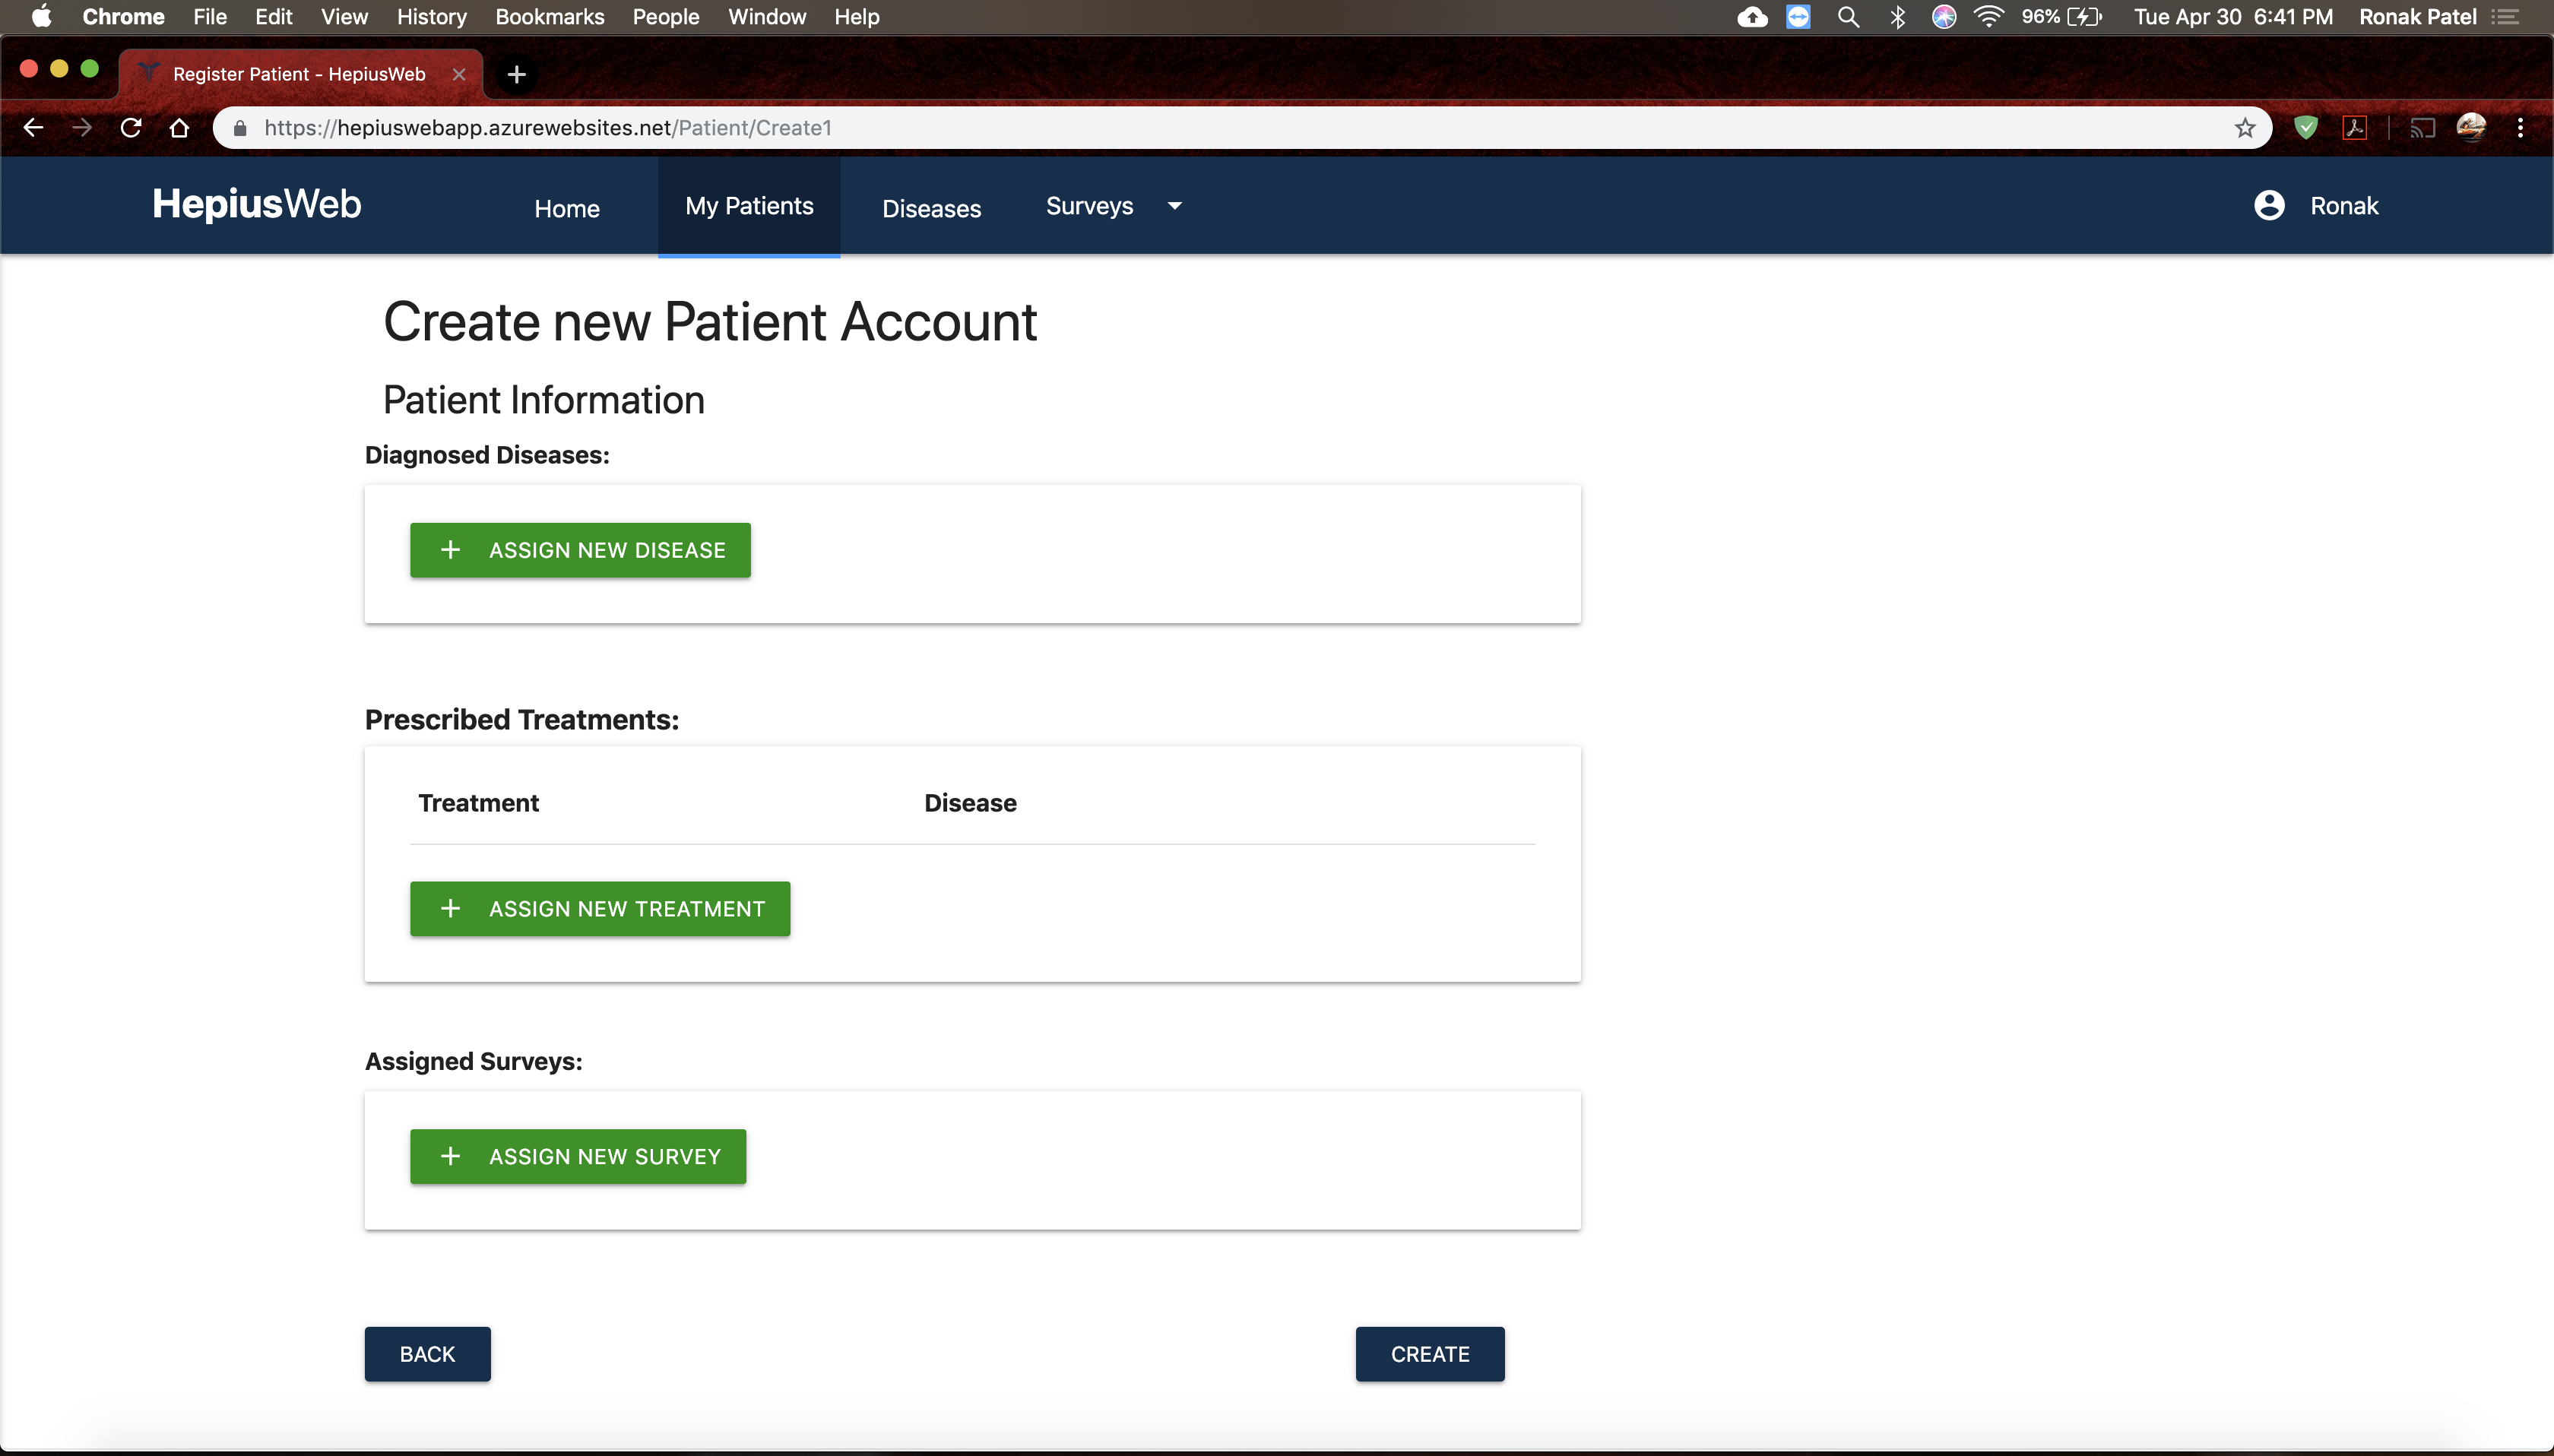 Chrome File Edit View History Bookmarks People Window Help 96% Tue Apr 30 6:41 PM Ronak Patel
Register Patient - HepiusWeb
https://hepiuswebapp.azurewebsites.net/Patient/Create1
HepiusWeb Home My Patients Diseases Surveys Ronak
Create new Patient Account
Patient Information
Diagnosed Diseases:
+ ASSIGN NEW DISEASE
Prescribed Treatments:
Treatment Disease
+ ASSIGN NEW TREATMENT
Assigned Surveys:
+ ASSIGN NEW SURVEY
BACK CREATE